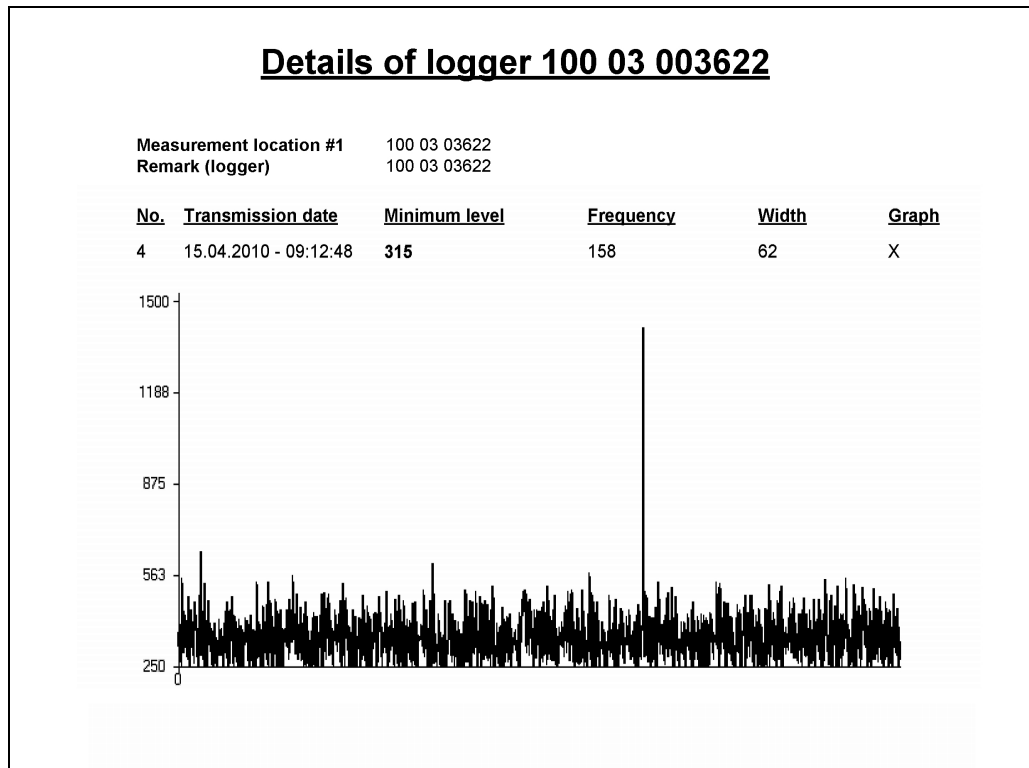 Details of logger 100 03 003622
Measurement location #1 100 03 03622
Remark (logger) 100 03 03622
No. Transmission date Minimum level Frequency Width Graph
4 15.04.2010 - 09:12:48 315 158 62 X
1500
1188
875
563
250
0